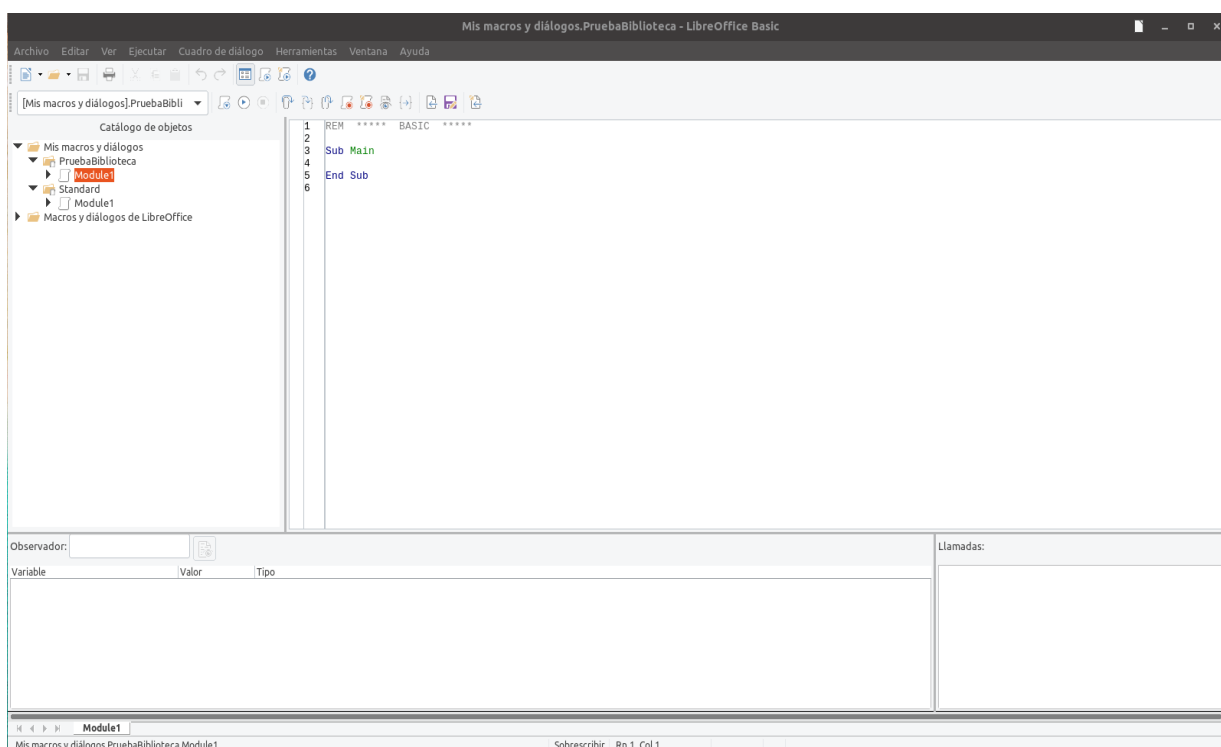 Mis macros y diálogos.PruebaBiblioteca - LibreOffice Basic
Archivo Editar Ver Ejecutar Cuadro de diálogo Herramientas Ventana Ayuda
[Mis macros y diálogos].PruebaBibli
Catálogo de objetos
Mis macros y diálogos
PruebaBiblioteca
Module1
Standard
Module1
Macros y diálogos de LibreOffice
1 REM ***** BASIC *****
2
3 Sub Main
4
5 End Sub
6
Observador:
Llamadas:
Variable Valor Tipo
Module1
Mis macros y diálogos.PruebaBiblioteca.Module1 Sobrescribir Rn 1, Col 1